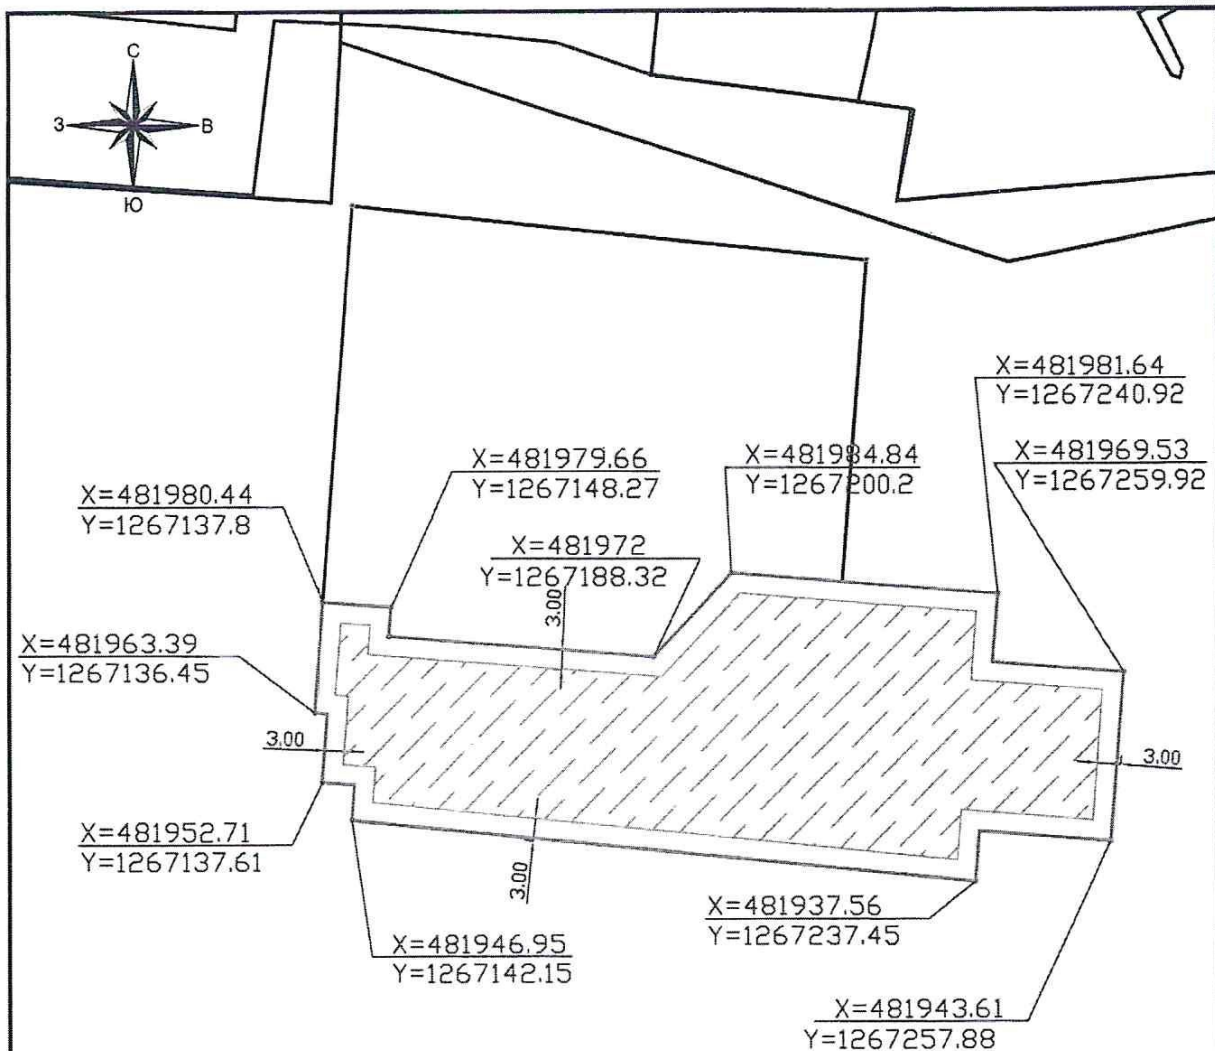 С
З
В
Ю
X=481981.64
Y=1267240.92
X=481979.66
Y=1267148.27
X=481984.84
Y=1267200.2
X=481969.53
Y=1267259.92
X=481980.44
Y=1267137.8
X=481972
Y=1267188.32
3.00
X=481963.39
Y=1267136.45
3.00
3.00
X=481952.71
Y=1267137.61
3.00
X=481937.56
Y=1267237.45
X=481946.95
Y=1267142.15
X=481943.61
Y=1267257.88